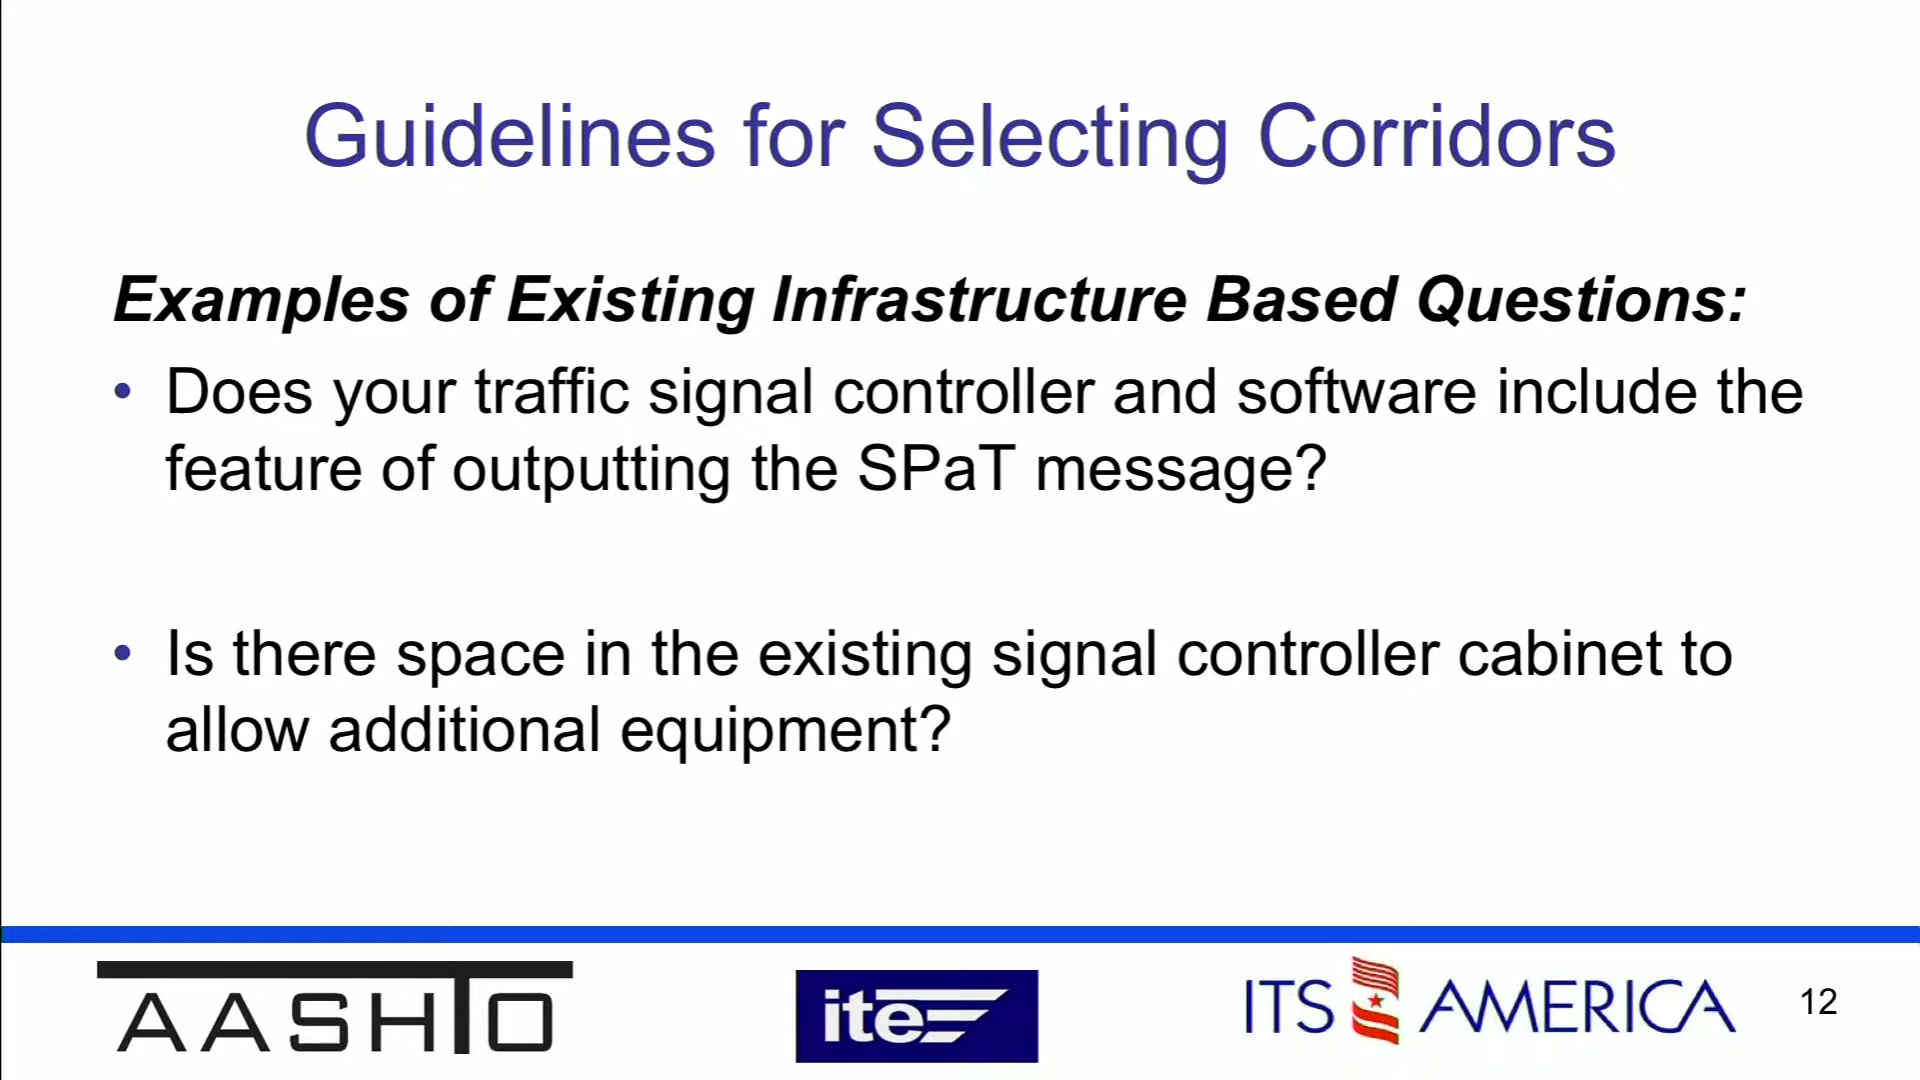 Guidelines for Selecting Corridors
Examples of Existing Infrastructure Based Questions:
• Does your traffic signal controller and software include the
feature of outputting the SPaT message?
• Is there space in the existing signal controller cabinet to
allow additional equipment?
AASHTO
ite
ITS AMERICA
12